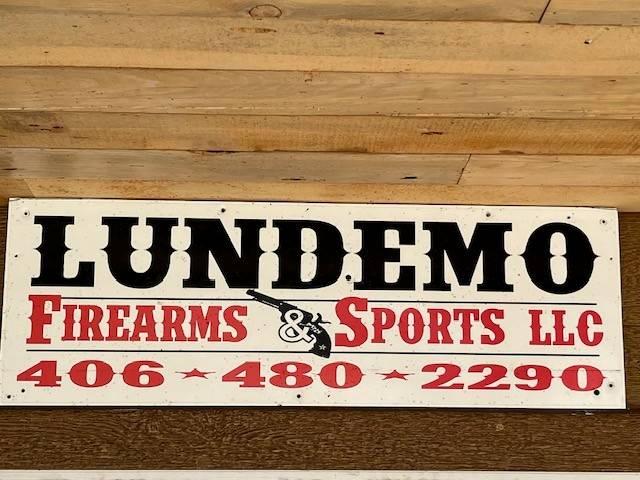 LUNDEMO
FIREARMS & SPORTS LLC
406 ★ 480 ★ 2290